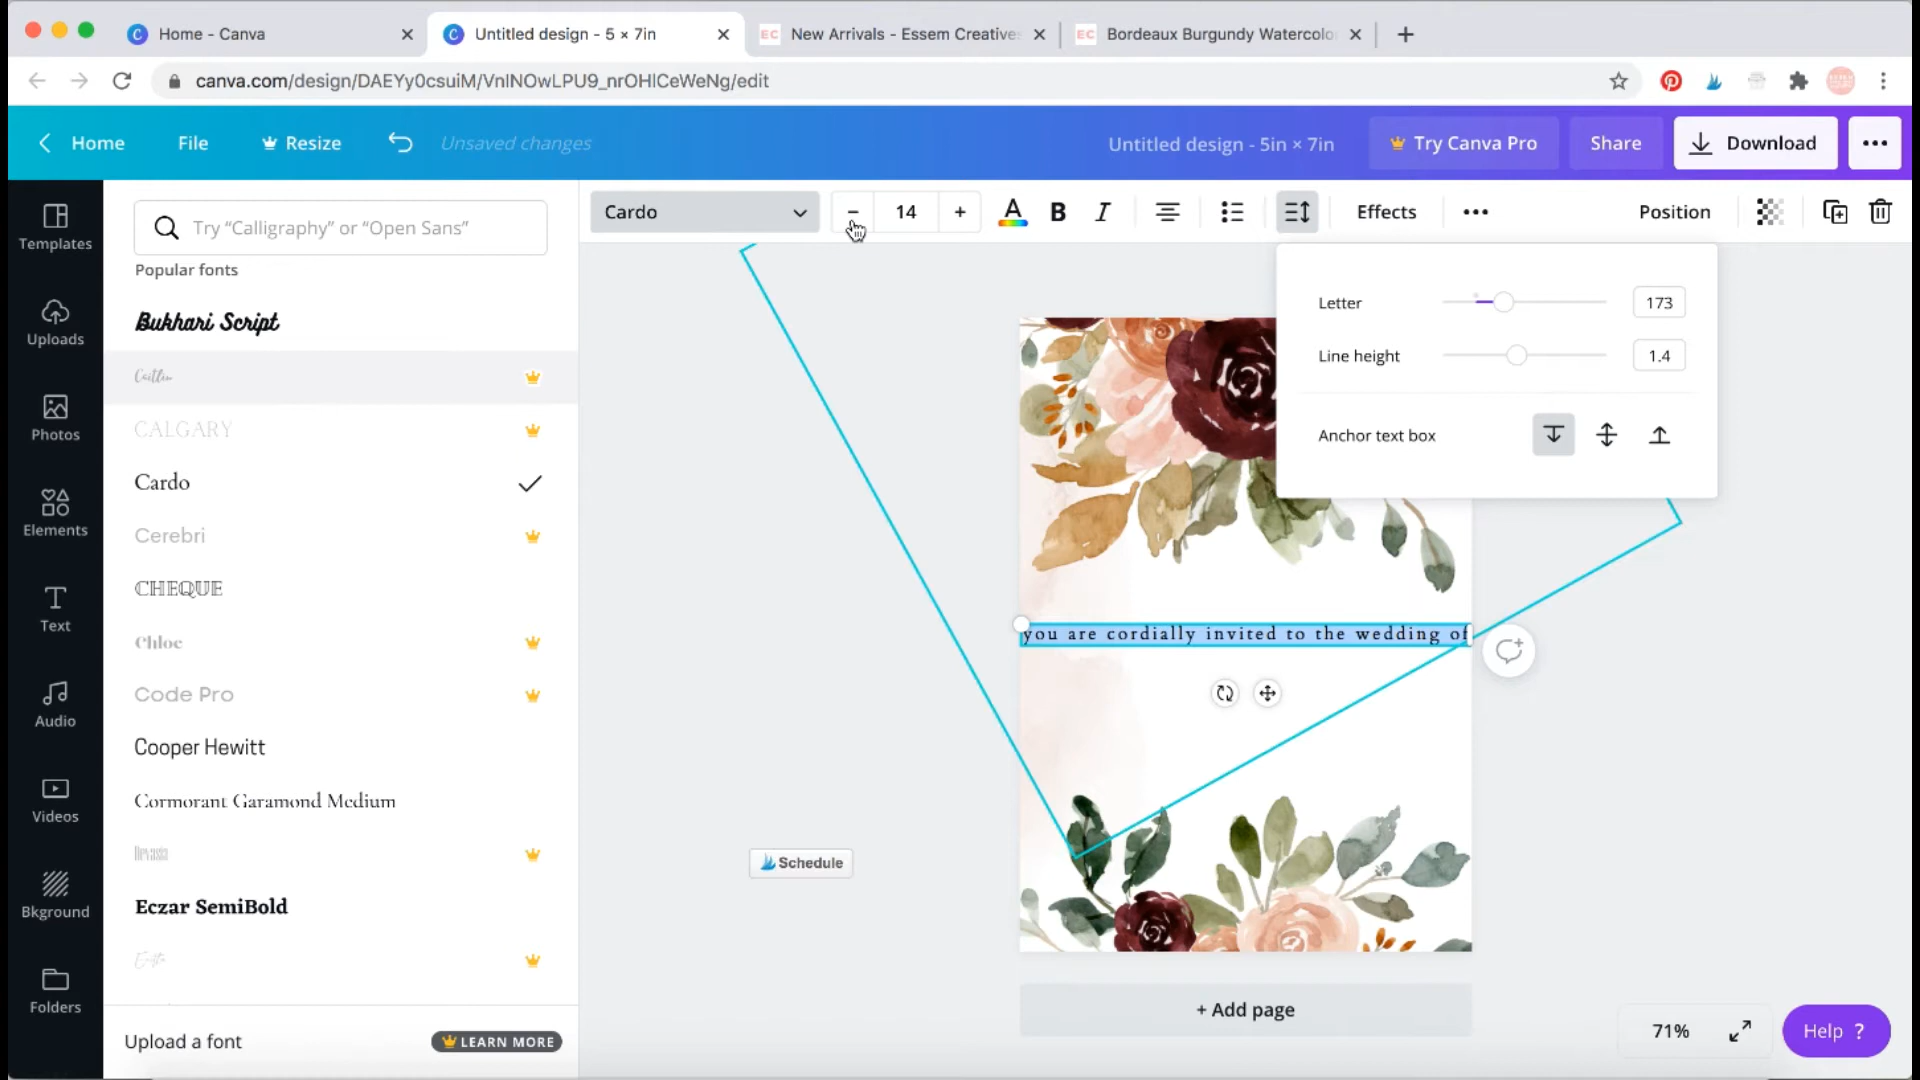 Home - Canva
Untitled design - 5 × 7in
EC New Arrivals - Essem Creatives
EC Bordeaux Burgundy Watercolo
canva.com/design/DAEYy0csuiM/VnlNOwLPU9_nrOHlCeWeNg/edit
Home
File
Resize
Unsaved changes
Untitled design - 5in × 7in
Try Canva Pro
Share
Download
Templates
Uploads
Photos
Elements
Text
Audio
Videos
Bkground
Folders
Try “Calligraphy” or “Open Sans”
Popular fonts
Bukhari Script
Caitlin
CALGARY
Cardo
Cerebri
CHEQUE
Chloe
Code Pro
Cooper Hewitt
Cormorant Garamond Medium
Eczar SemiBold
Upload a font
LEARN MORE
Cardo
14
A
B
I
Effects
Position
Letter
173
Line height
1.4
Anchor text box
you are cordially invited to the wedding of
Schedule
+ Add page
71%
Help ?